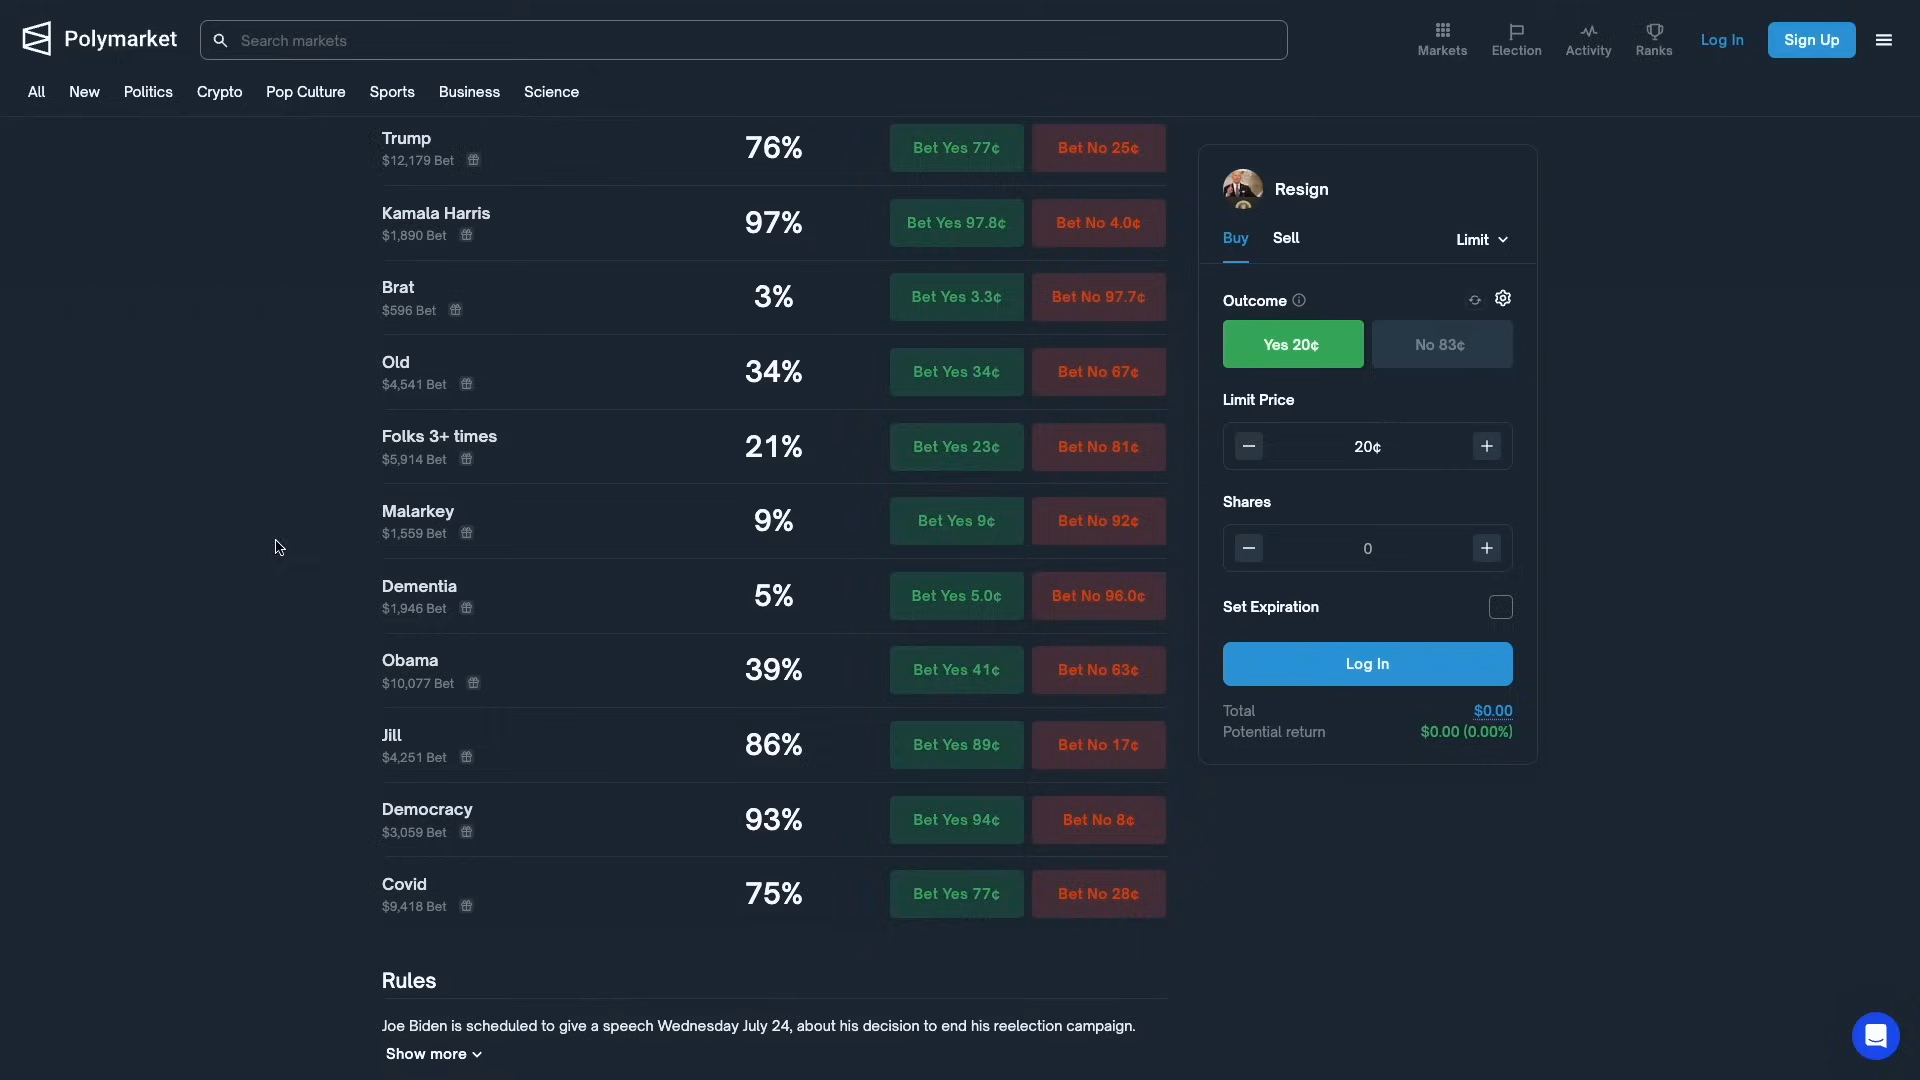 Polymarket
Search markets
Markets
Election
Activity
Ranks
Log In
Sign Up
All New Politics Crypto Pop Culture Sports Business Science
Trump
$12,179 Bet
76%
Bet Yes 77¢
Bet No 25¢
Kamala Harris
$1,890 Bet
97%
Bet Yes 97.8¢
Bet No 4.0¢
Brat
$596 Bet
3%
Bet Yes 3.3¢
Bet No 97.7¢
Old
$4,541 Bet
34%
Bet Yes 34¢
Bet No 67¢
Folks 3+ times
$5,914 Bet
21%
Bet Yes 23¢
Bet No 81¢
Malarkey
$1,559 Bet
9%
Bet Yes 9¢
Bet No 92¢
Dementia
$1,946 Bet
5%
Bet Yes 5.0¢
Bet No 96.0¢
Obama
$10,077 Bet
39%
Bet Yes 41¢
Bet No 63¢
Jill
$4,251 Bet
86%
Bet Yes 89¢
Bet No 17¢
Democracy
$3,059 Bet
93%
Bet Yes 94¢
Bet No 8¢
Covid
$9,418 Bet
75%
Bet Yes 77¢
Bet No 28¢
Rules
Joe Biden is scheduled to give a speech Wednesday July 24, about his decision to end his reelection campaign.
Show more
Resign
Buy Sell Limit
Outcome
Yes 20¢ No 83¢
Limit Price
− 20¢ +
Shares
− 0 +
Set Expiration
Log In
Total $0.00
Potential return $0.00 (0.00%)